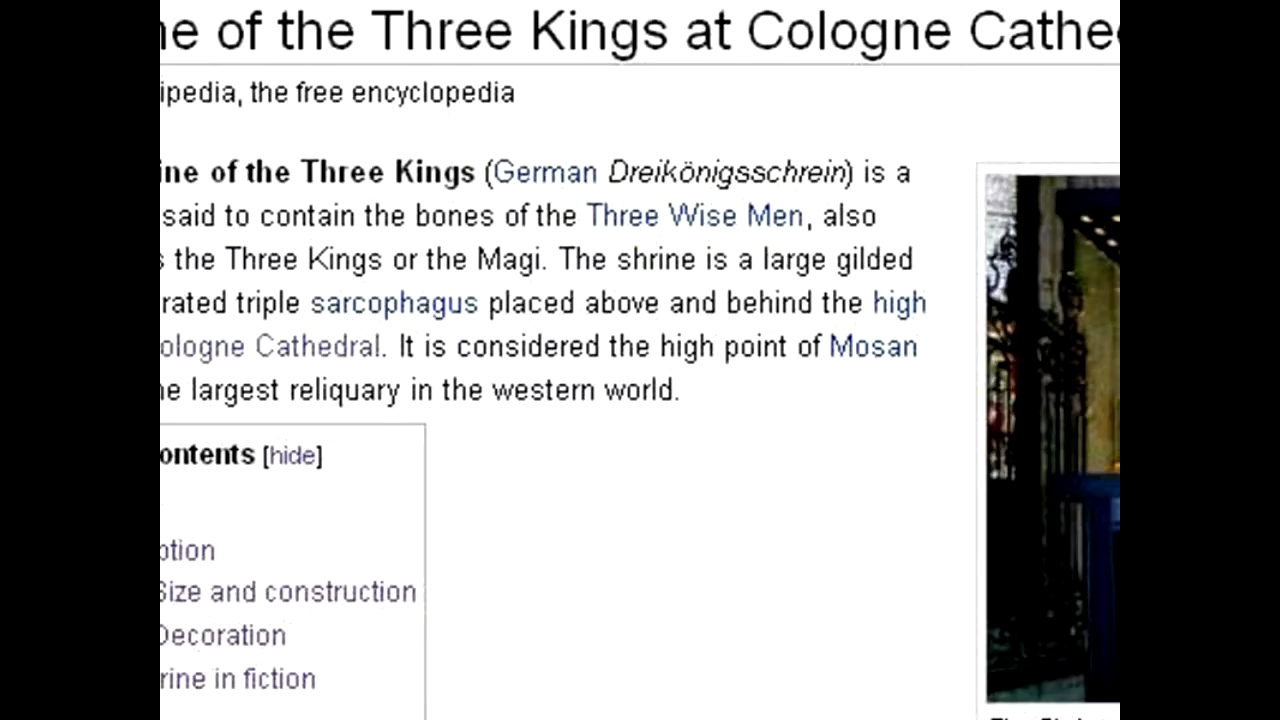 ne of the Three Kings at Cologne Cathe
ipedia, the free encyclopedia
ine of the Three Kings (German Dreikönigsschrein) is a
said to contain the bones of the Three Wise Men, also
s the Three Kings or the Magi. The shrine is a large gilded
rated triple sarcophagus placed above and behind the high
ologne Cathedral. It is considered the high point of Mosan
he largest reliquary in the western world.
ontents [hide]
ption
Size and construction
Decoration
rine in fiction